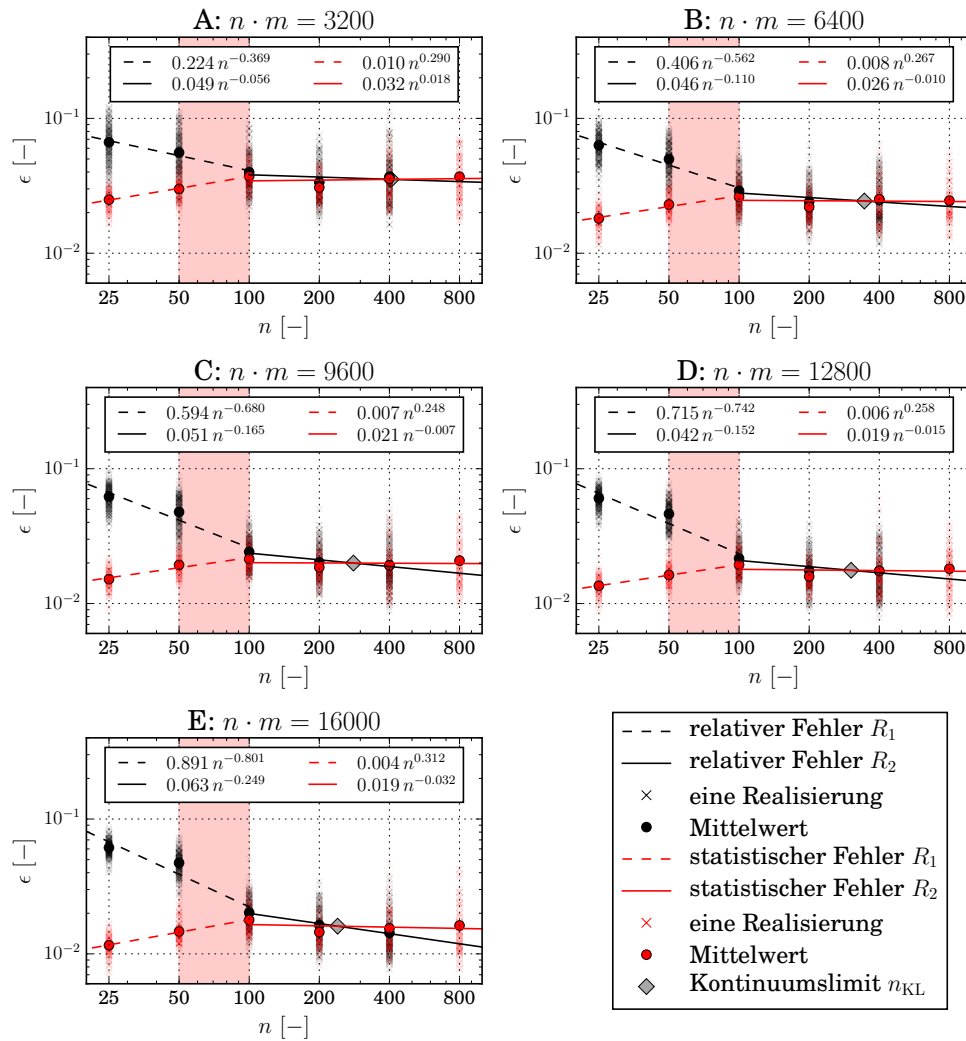 A: n · m = 3200
0.224 n^{-0.369}
0.010 n^{0.290}
0.049 n^{-0.056}
0.032 n^{0.018}
ϵ [−]
10^{-1}
10^{-2}
25 50 100 200 400 800
n [−]
B: n · m = 6400
0.406 n^{-0.562}
0.008 n^{0.267}
0.046 n^{-0.110}
0.026 n^{-0.010}
ϵ [−]
10^{-1}
10^{-2}
25 50 100 200 400 800
n [−]
C: n · m = 9600
0.594 n^{-0.680}
0.007 n^{0.248}
0.051 n^{-0.165}
0.021 n^{-0.007}
ϵ [−]
10^{-1}
10^{-2}
25 50 100 200 400 800
n [−]
D: n · m = 12800
0.715 n^{-0.742}
0.006 n^{0.258}
0.042 n^{-0.152}
0.019 n^{-0.015}
ϵ [−]
10^{-1}
10^{-2}
25 50 100 200 400 800
n [−]
E: n · m = 16000
0.891 n^{-0.801}
0.004 n^{0.312}
0.063 n^{-0.249}
0.019 n^{-0.032}
ϵ [−]
10^{-1}
10^{-2}
25 50 100 200 400 800
n [−]
relativer Fehler R_1
relativer Fehler R_2
eine Realisierung
Mittelwert
statistischer Fehler R_1
statistischer Fehler R_2
eine Realisierung
Mittelwert
Kontinuumslimit n_{KL}